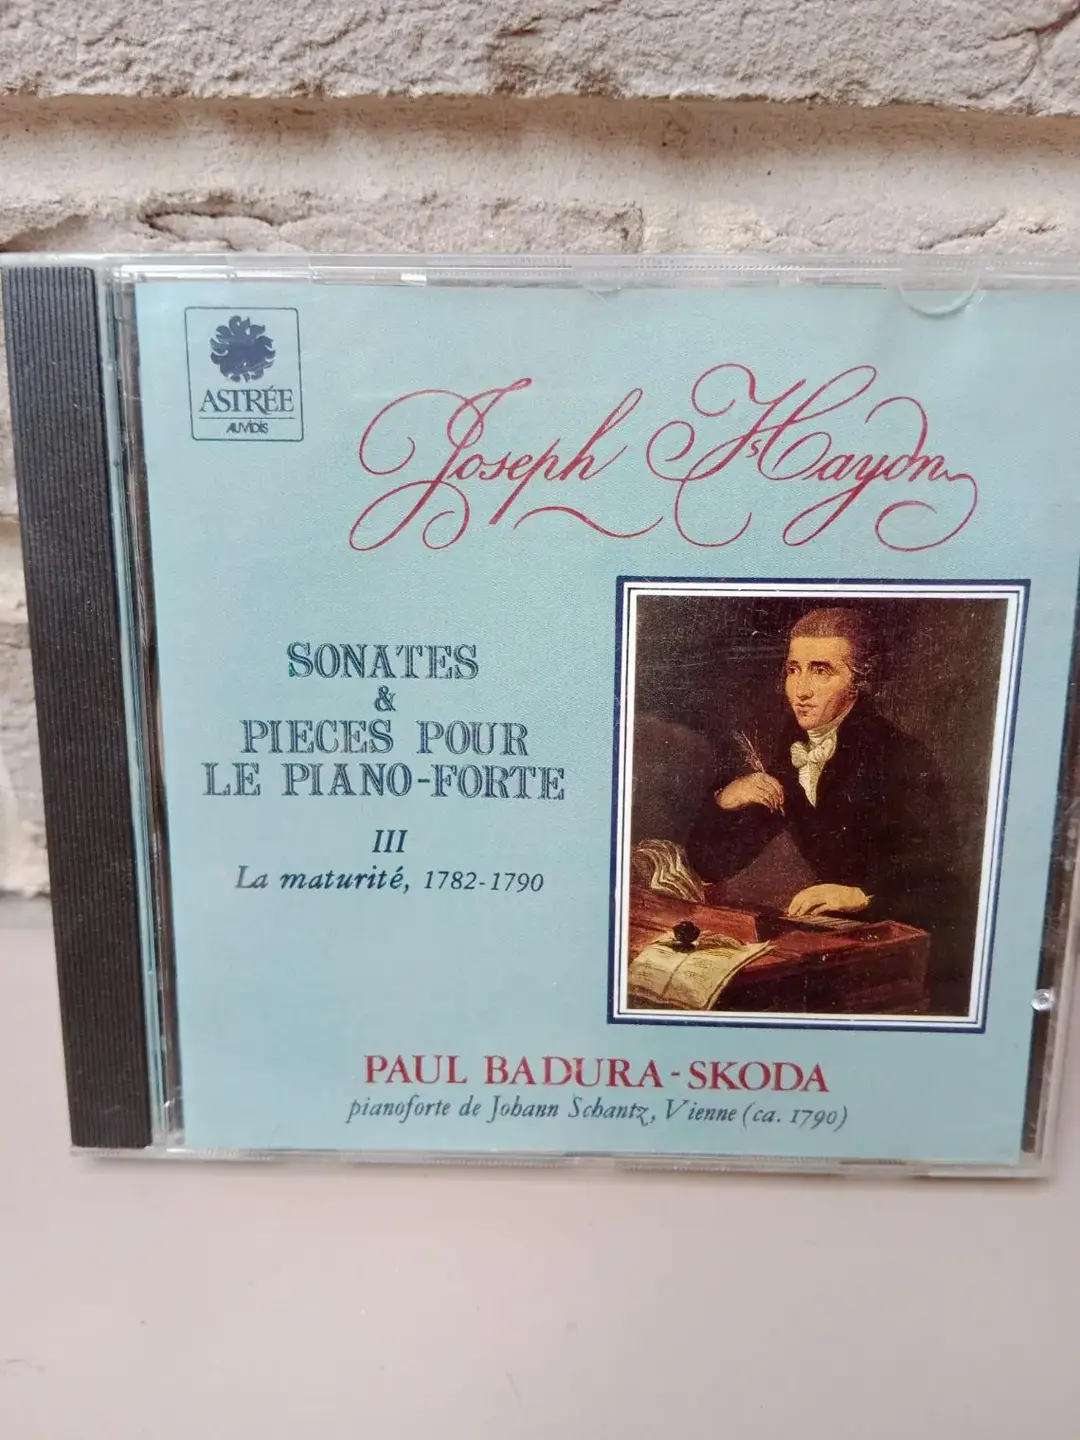 ASTRÉE
AUVIDIS
Joseph Haydn
SONATES
&
PIECES POUR
LE PIANO-FORTE
III
La maturité, 1782-1790
PAUL BADURA-SKODA
pianoforte de Johann Schantz, Vienne (ca. 1790)